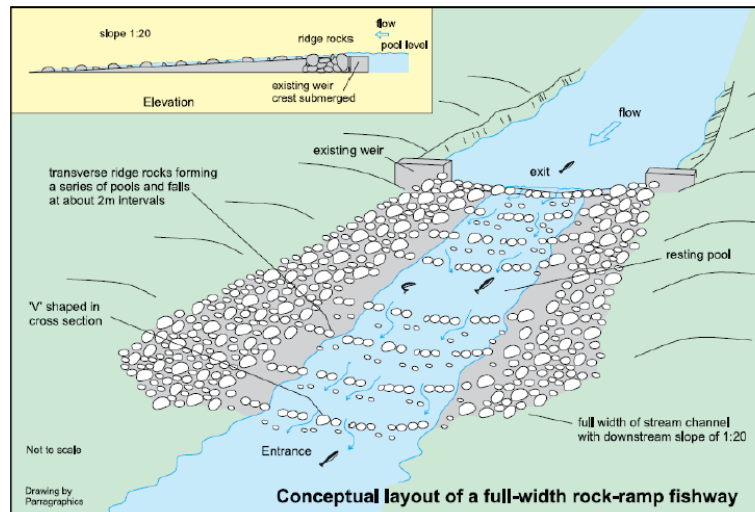 slope 1:20
ridge rocks
flow
pool level
existing weir
crest submerged
Elevation
flow
existing weir
exit
transverse ridge rocks forming
a series of pools and falls
at about 2m intervals
resting pool
'V' shaped in
cross section
full width of stream channel
with downstream slope of 1:20
Not to scale
Entrance
Drawing by
Parragraphics
Conceptual layout of a full-width rock-ramp fishway